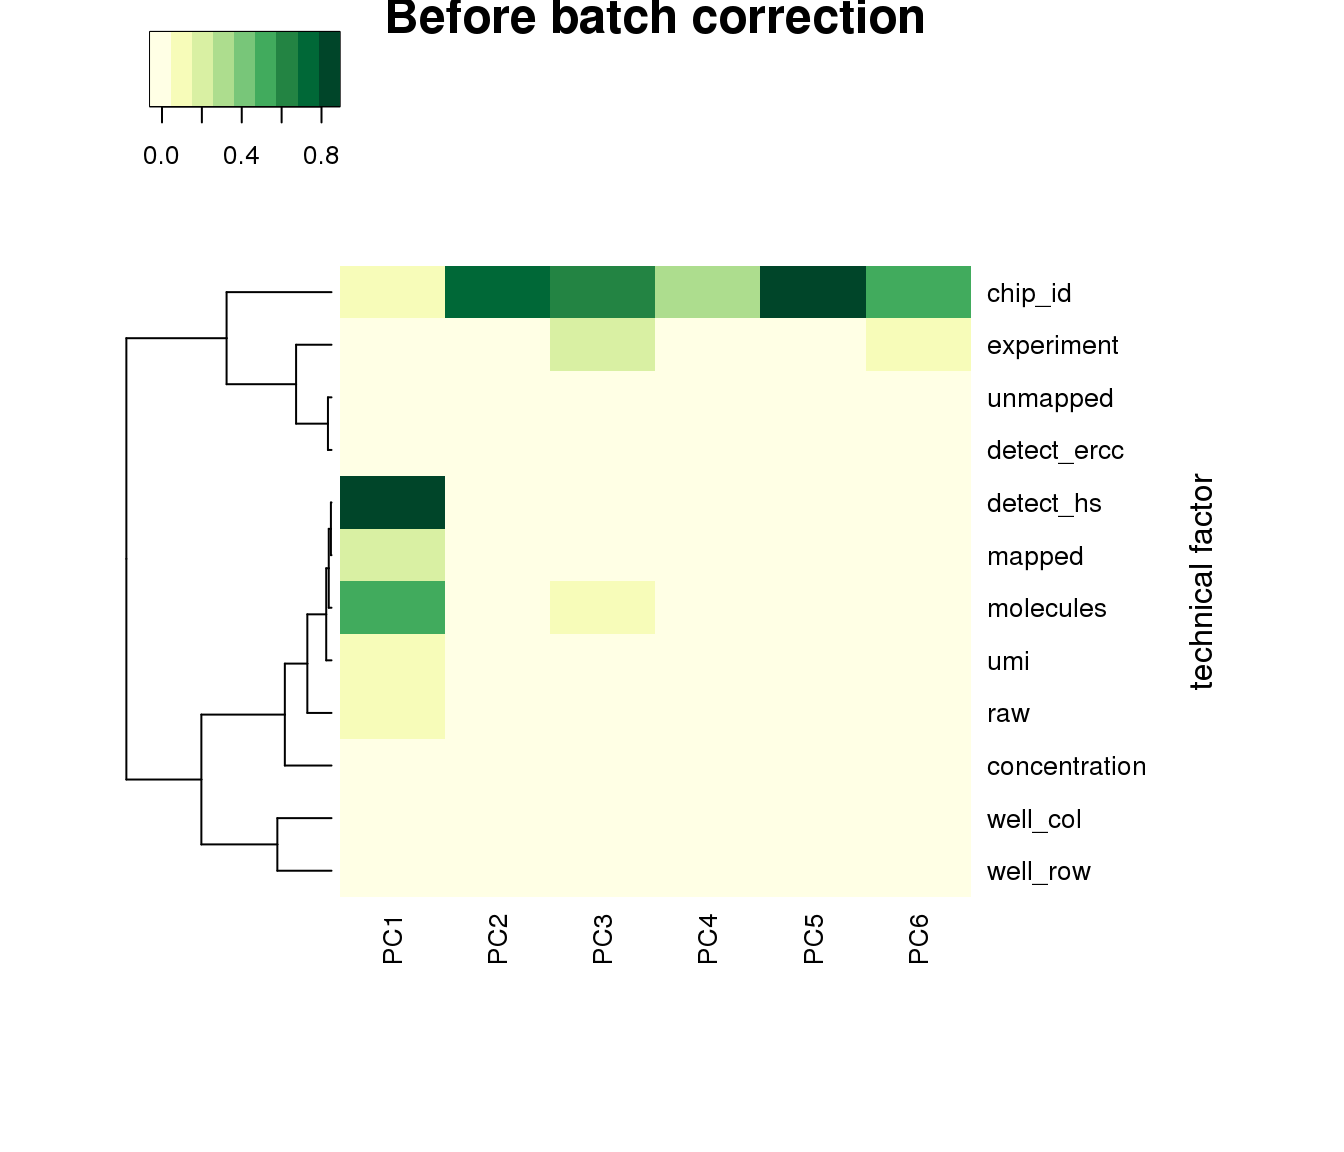 Before batch correction
0.0 0.4 0.8
chip_id
experiment
unmapped
detect_ercc
detect_hs
mapped
molecules
umi
raw
concentration
well_col
well_row
technical factor
PC1 PC2 PC3 PC4 PC5 PC6